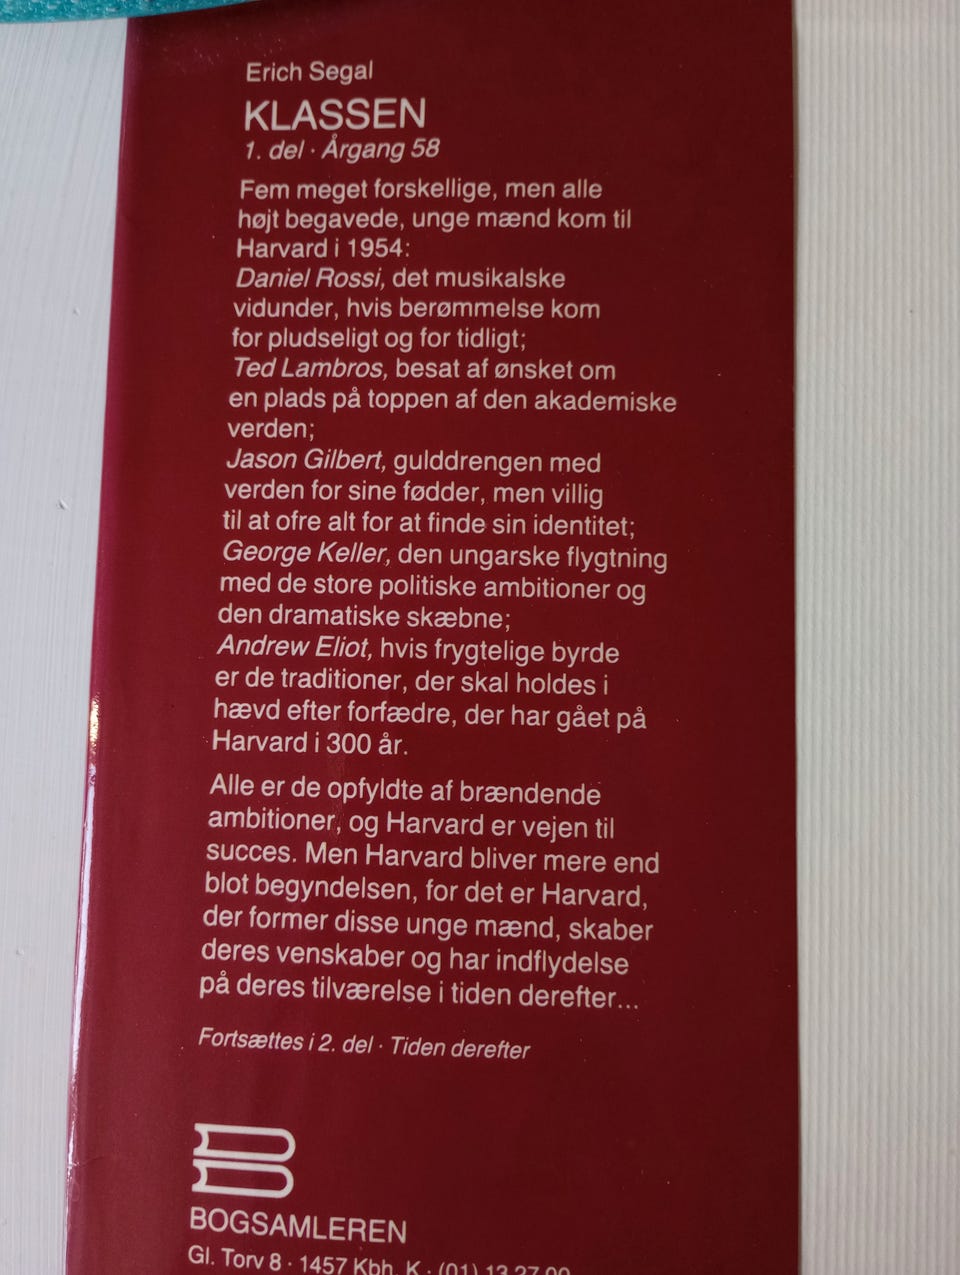 Erich Segal
KLASSEN
1. del · Årgang 58
Fem meget forskellige, men alle
højt begavede, unge mænd kom til
Harvard i 1954:
Daniel Rossi, det musikalske
vidunder, hvis berømmelse kom
for pludseligt og for tidligt;
Ted Lambros, besat af ønsket om
en plads på toppen af den akademiske
verden;
Jason Gilbert, gulddrengen med
verden for sine fødder, men villig
til at ofre alt for at finde sin identitet;
George Keller, den ungarske flygtning
med de store politiske ambitioner og
den dramatiske skæbne;
Andrew Eliot, hvis frygtelige byrde
er de traditioner, der skal holdes i
hævd efter forfædre, der har gået på
Harvard i 300 år.
Alle er de opfyldte af brændende
ambitioner, og Harvard er vejen til
succes. Men Harvard bliver mere end
blot begyndelsen, for det er Harvard,
der former disse unge mænd, skaber
deres venskaber og har indflydelse
på deres tilværelse i tiden derefter...
Fortsættes i 2. del · Tiden derefter
BOGSAMLEREN
Gl. Torv 8 · 1457 Kbh. K · (01) 13 27 00